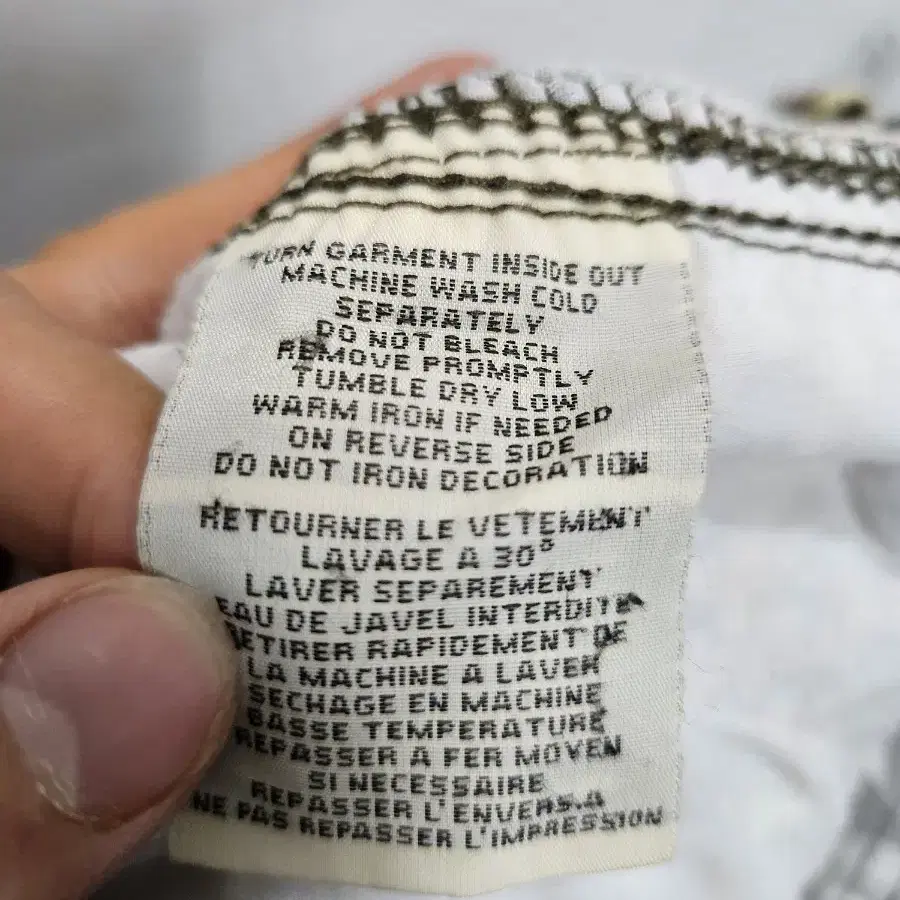 TURN GARMENT INSIDE OUT
MACHINE WASH COLD
SEPARATELY
DO NOT BLEACH
REMOVE PROMPTLY
TUMBLE DRY LOW
WARM IRON IF NEEDED
ON REVERSE SIDE
DO NOT IRON DECORATION
RETOURNER LE VETEMENT
LAVAGE A 30°
LAVER SEPAREMENT
EAU DE JAVEL INTERDITE
RETIRER RAPIDEMENT DE
LA MACHINE A LAVER
SECHAGE EN MACHINE
BASSE TEMPERATURE
REPASSER A FER MOYEN
SI NECESSAIRE
REPASSER L'ENVERS.A
NE PAS REPASSER L'IMPRESSION